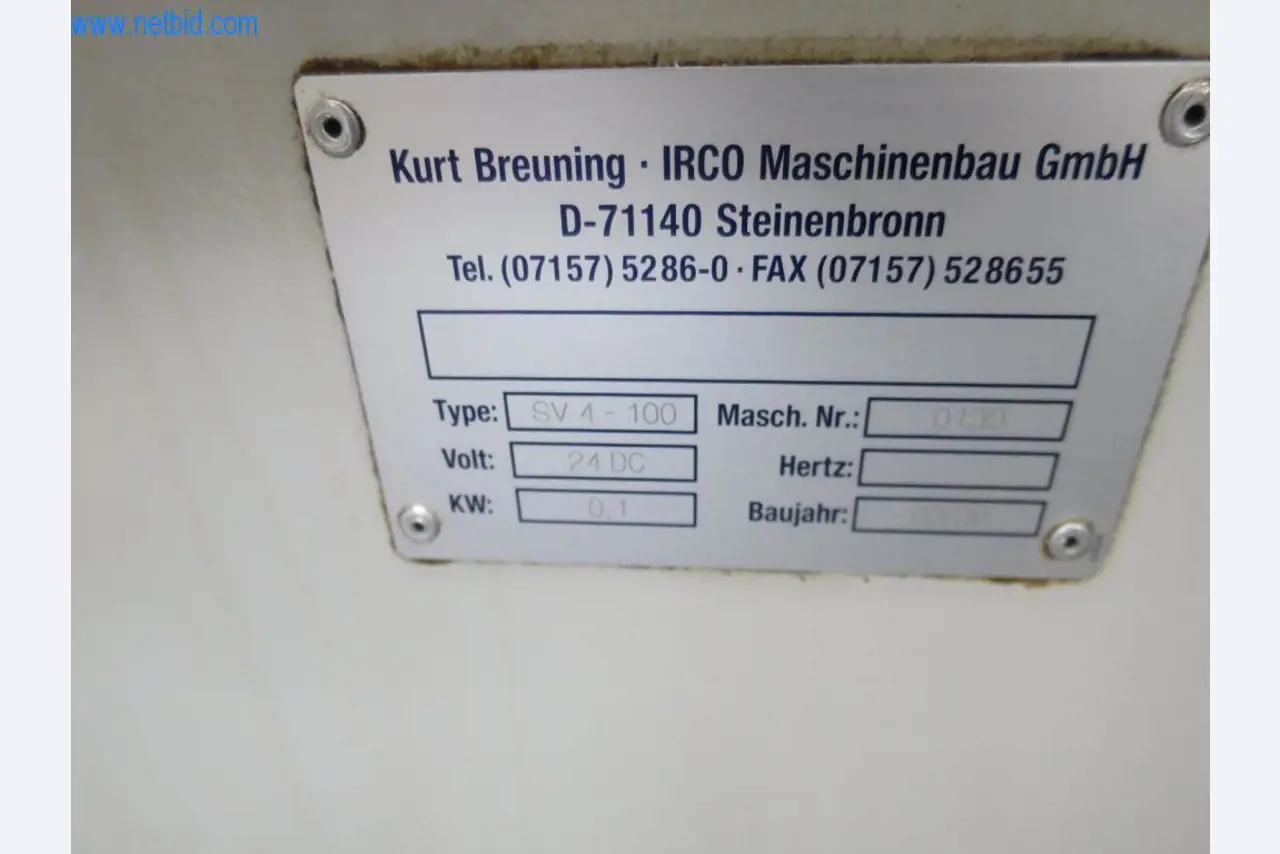 www.netbid.com
Kurt Breuning · IRCO Maschinenbau GmbH
D-71140 Steinenbronn
Tel. (07157) 5286-0 · FAX (07157) 528655
Type: SV 4 - 100 Masch. Nr.:
Volt: 24 DC Hertz:
KW: 0,1 Baujahr: